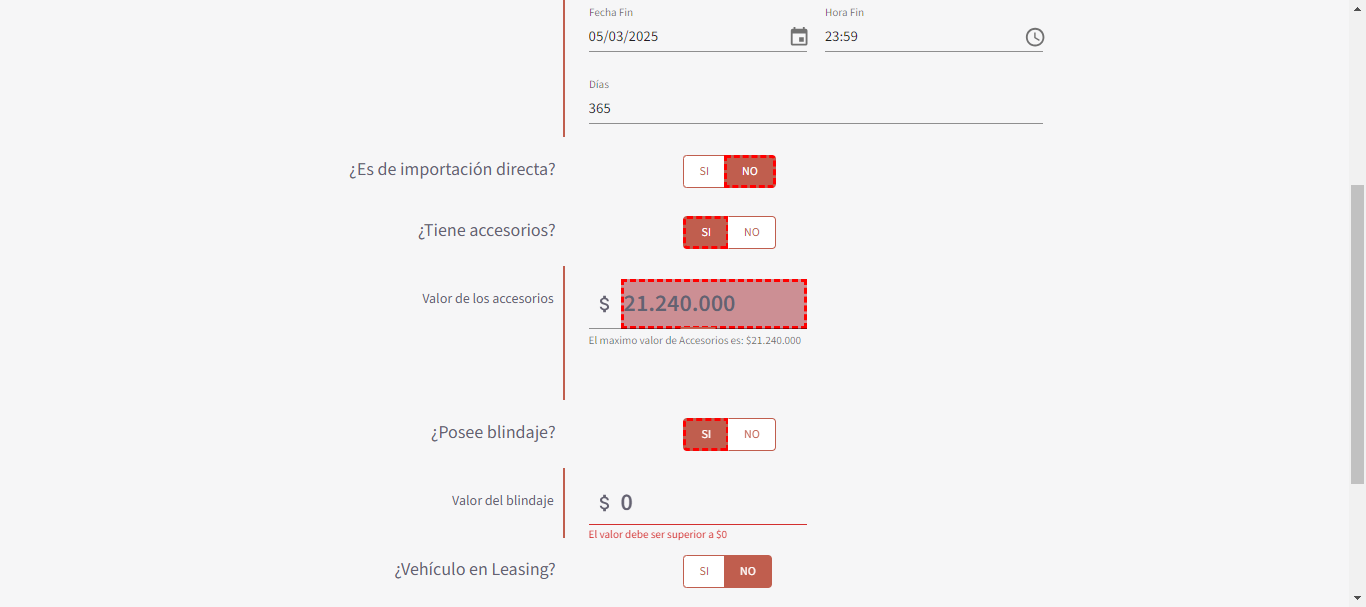 Fecha Fin
Hora Fin
05/03/2025
23:59
Días
365
¿Es de importación directa?
SI
NO
¿Tiene accesorios?
SI
NO
Valor de los accesorios
$ 21.240.000
El maximo valor de Accesorios es: $21.240.000
¿Posee blindaje?
SI
NO
Valor del blindaje
$ 0
El valor debe ser superior a $0
¿Vehículo en Leasing?
SI
NO